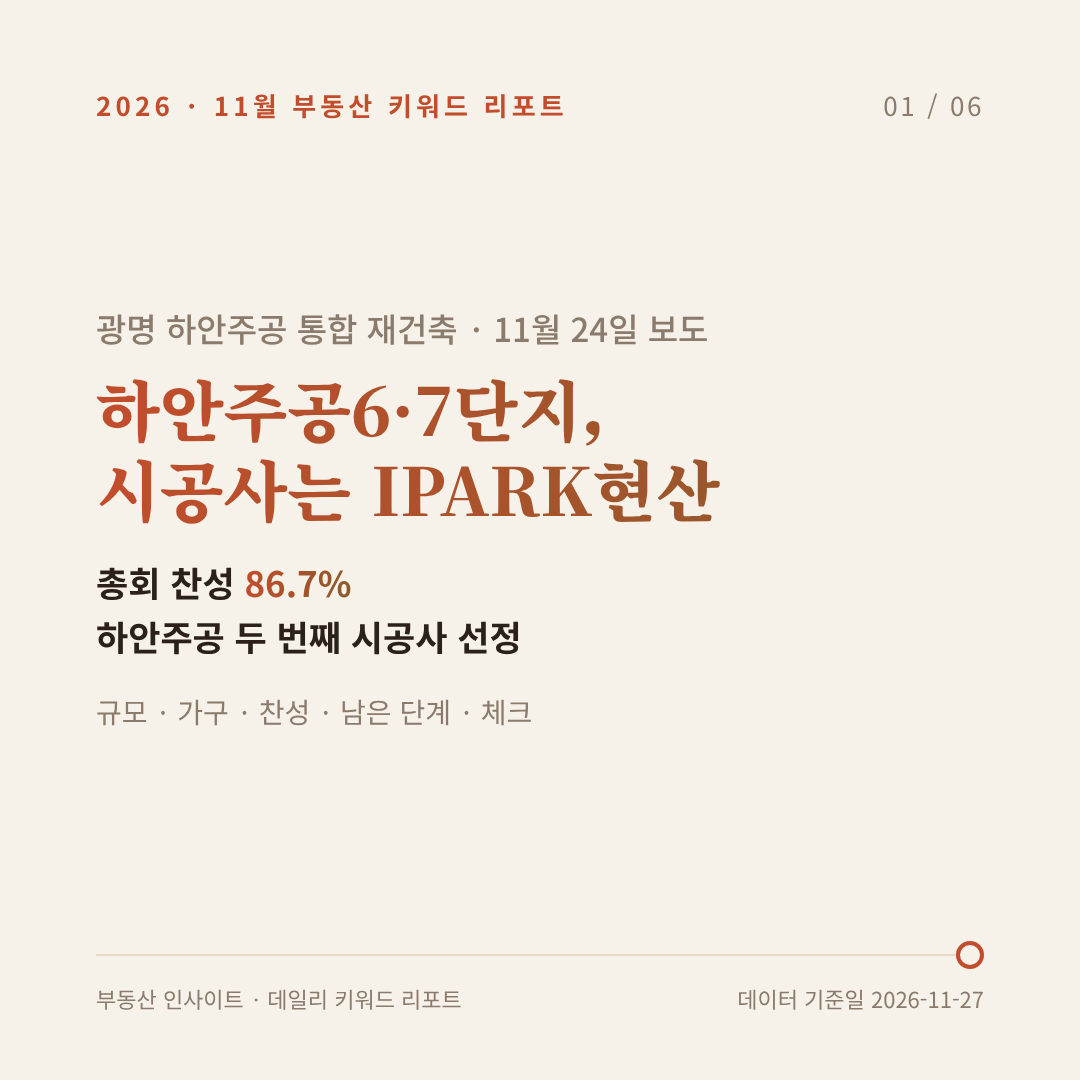 2026 · 11월 부동산 키워드 리포트
01 / 06
광명 하안주공 통합 재건축 · 11월 24일 보도
하안주공6·7단지,
시공사는 IPARK현산
총회 찬성 86.7%
하안주공 두 번째 시공사 선정
규모 · 가구 · 찬성 · 남은 단계 · 체크
부동산 인사이트 · 데일리 키워드 리포트
데이터 기준일 2026-11-27